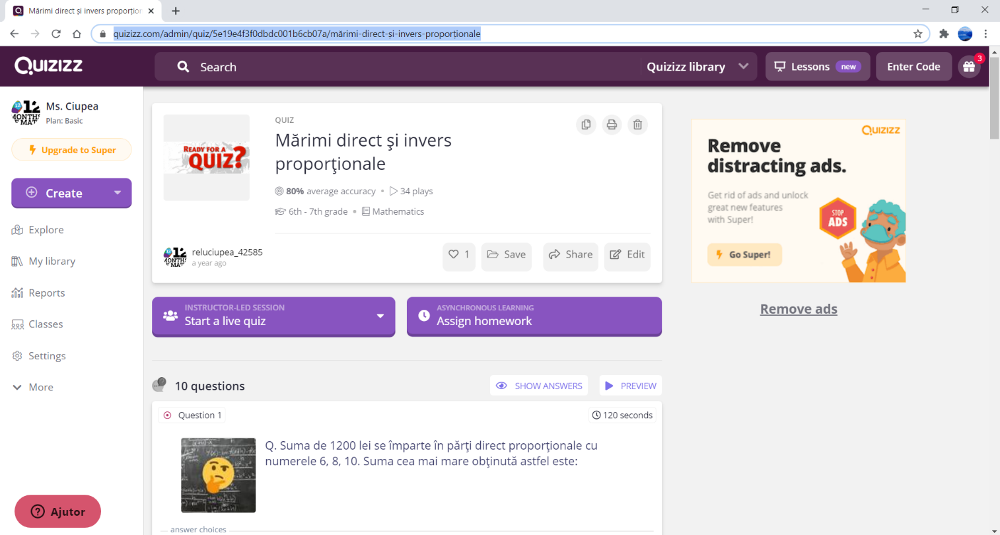 Mărimi direct și invers proporțion
quizizz.com/admin/quiz/5e19e4f3f0dbdc001b6cb07a/mărimi-direct-și-invers-proporționale
QUIZIZZ
Search
Quizizz library
Lessons new
Enter Code
3
12
MONTHS
Ms. Ciupea
Plan: Basic
Upgrade to Super
Create
Explore
My library
Reports
Classes
Settings
More
Ajutor
READY FOR A
QUIZ?
QUIZ
Mărimi direct şi invers
proporţionale
80% average accuracy • 34 plays
6th - 7th grade • Mathematics
reluciupea_42585
a year ago
1
Save
Share
Edit
INSTRUCTOR-LED SESSION
Start a live quiz
ASYNCHRONOUS LEARNING
Assign homework
10 questions
SHOW ANSWERS
PREVIEW
Question 1
120 seconds
Q. Suma de 1200 lei se împarte în părţi direct proporţionale cu
numerele 6, 8, 10. Suma cea mai mare obţinută astfel este:
answer choices
QUIZIZZ
Remove
distracting ads.
Get rid of ads and unlock
great new features
with Super!
STOP
ADS
Go Super!
Remove ads